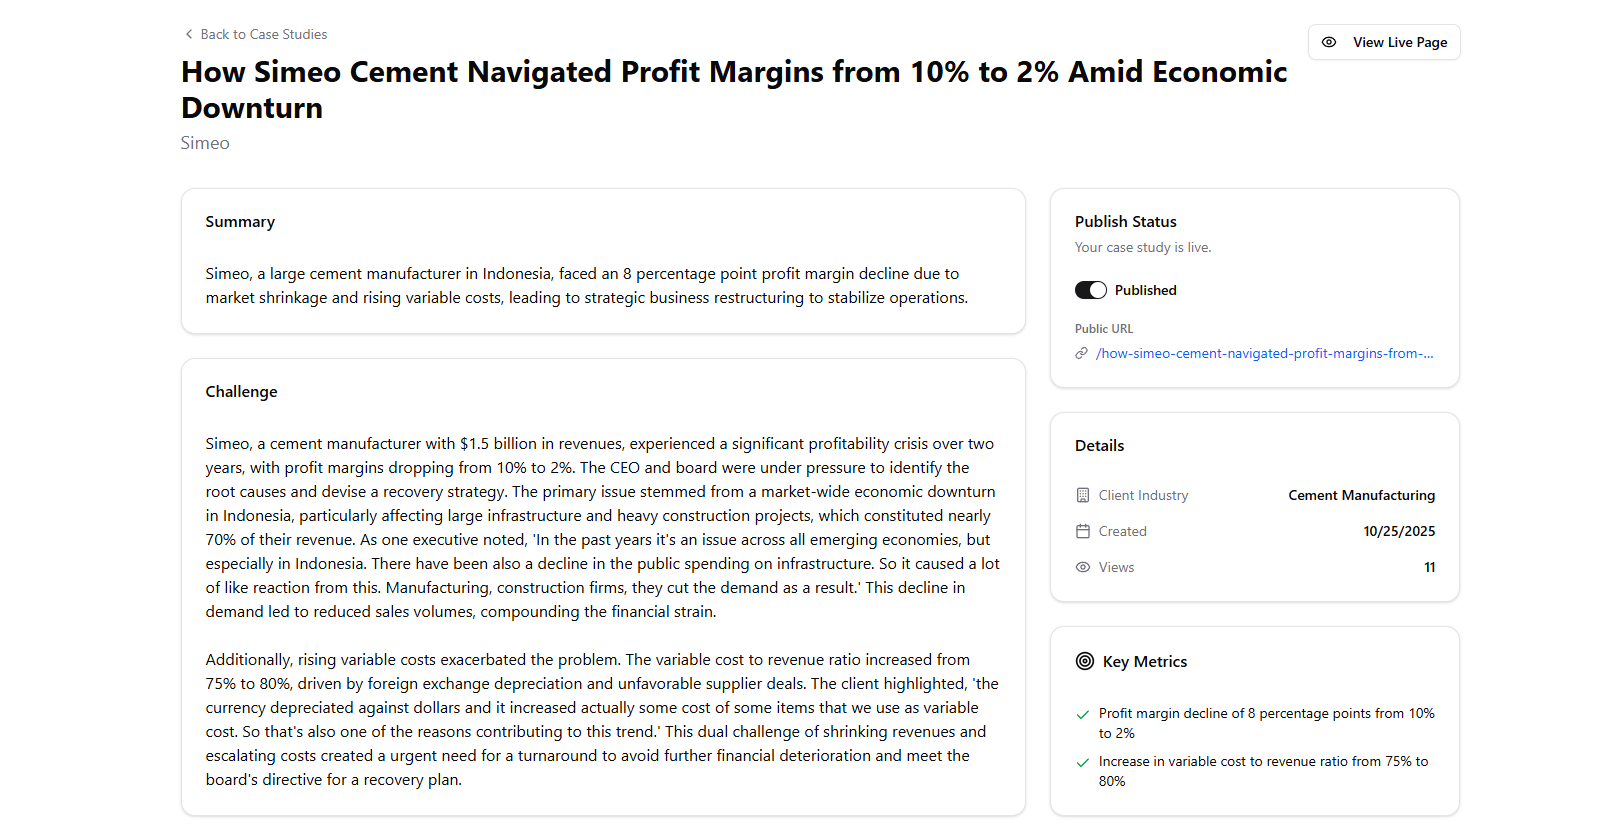 Back to Case Studies
View Live Page
How Simeo Cement Navigated Profit Margins from 10% to 2% Amid Economic
Downturn
Simeo
Summary
Simeo, a large cement manufacturer in Indonesia, faced an 8 percentage point profit margin decline due to
market shrinkage and rising variable costs, leading to strategic business restructuring to stabilize operations.
Challenge
Simeo, a cement manufacturer with $1.5 billion in revenues, experienced a significant profitability crisis over two
years, with profit margins dropping from 10% to 2%. The CEO and board were under pressure to identify the
root causes and devise a recovery strategy. The primary issue stemmed from a market-wide economic downturn
in Indonesia, particularly affecting large infrastructure and heavy construction projects, which constituted nearly
70% of their revenue. As one executive noted, 'In the past years it's an issue across all emerging economies, but
especially in Indonesia. There have been also a decline in the public spending on infrastructure. So it caused a lot
of like reaction from this. Manufacturing, construction firms, they cut the demand as a result.' This decline in
demand led to reduced sales volumes, compounding the financial strain.
Additionally, rising variable costs exacerbated the problem. The variable cost to revenue ratio increased from
75% to 80%, driven by foreign exchange depreciation and unfavorable supplier deals. The client highlighted, 'the
currency depreciated against dollars and it increased actually some cost of some items that we use as variable
cost. So that's also one of the reasons contributing to this trend.' This dual challenge of shrinking revenues and
escalating costs created a urgent need for a turnaround to avoid further financial deterioration and meet the
board's directive for a recovery plan.
Publish Status
Your case study is live.
Published
Public URL
/how-simeo-cement-navigated-profit-margins-from-...
Details
Client Industry Cement Manufacturing
Created 10/25/2025
Views 11
Key Metrics
Profit margin decline of 8 percentage points from 10%
to 2%
Increase in variable cost to revenue ratio from 75% to
80%